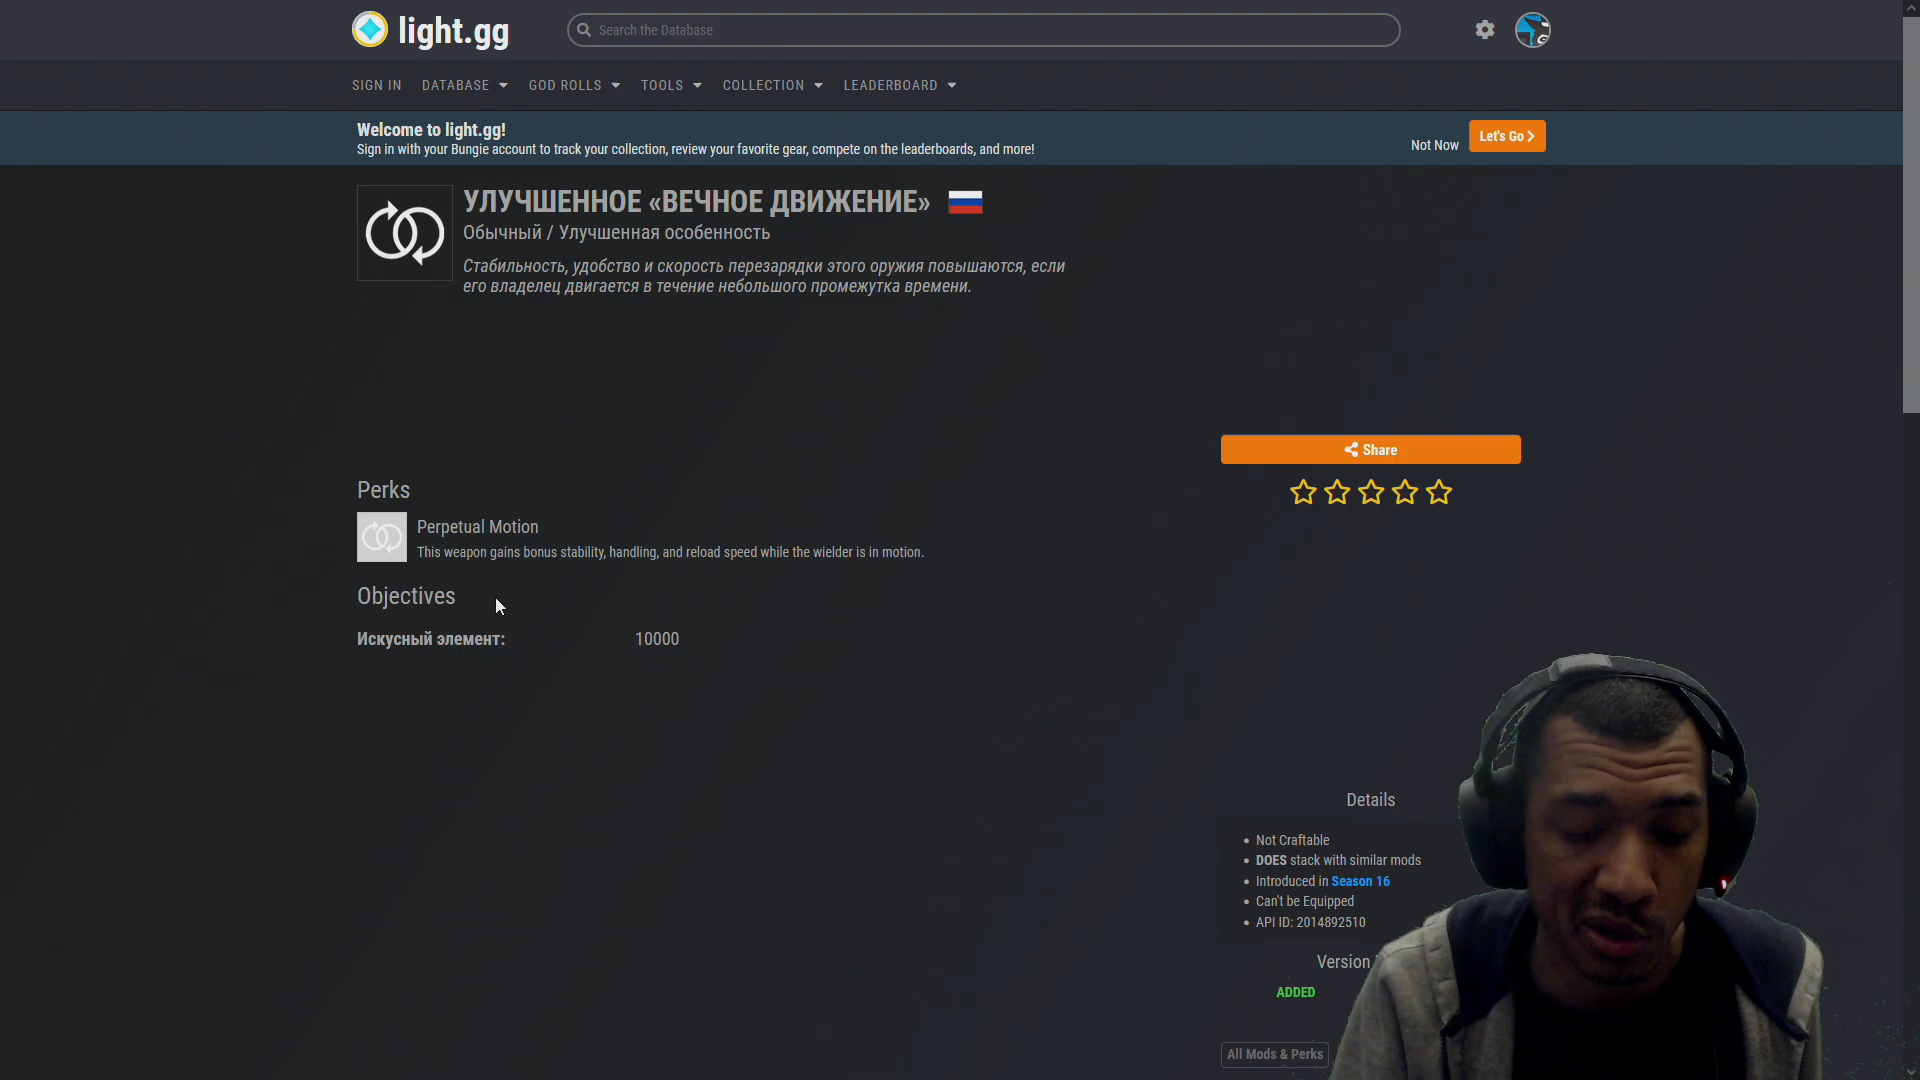 light.gg
Search the Database
SIGN IN DATABASE GOD ROLLS TOOLS COLLECTION LEADERBOARD
Welcome to light.gg!
Sign in with your Bungie account to track your collection, review your favorite gear, compete on the leaderboards, and more!
Not Now
Let's Go
УЛУЧШЕННОЕ «ВЕЧНОЕ ДВИЖЕНИЕ»
Обычный / Улучшенная особенность
Стабильность, удобство и скорость перезарядки этого оружия повышаются, если
его владелец двигается в течение небольшого промежутка времени.
Share
Perks
Perpetual Motion
This weapon gains bonus stability, handling, and reload speed while the wielder is in motion.
Objectives
Искусный элемент: 10000
Details
Not Craftable
DOES stack with similar mods
Introduced in Season 16
Can't be Equipped
API ID: 2014892510
Version
ADDED
All Mods & Perks